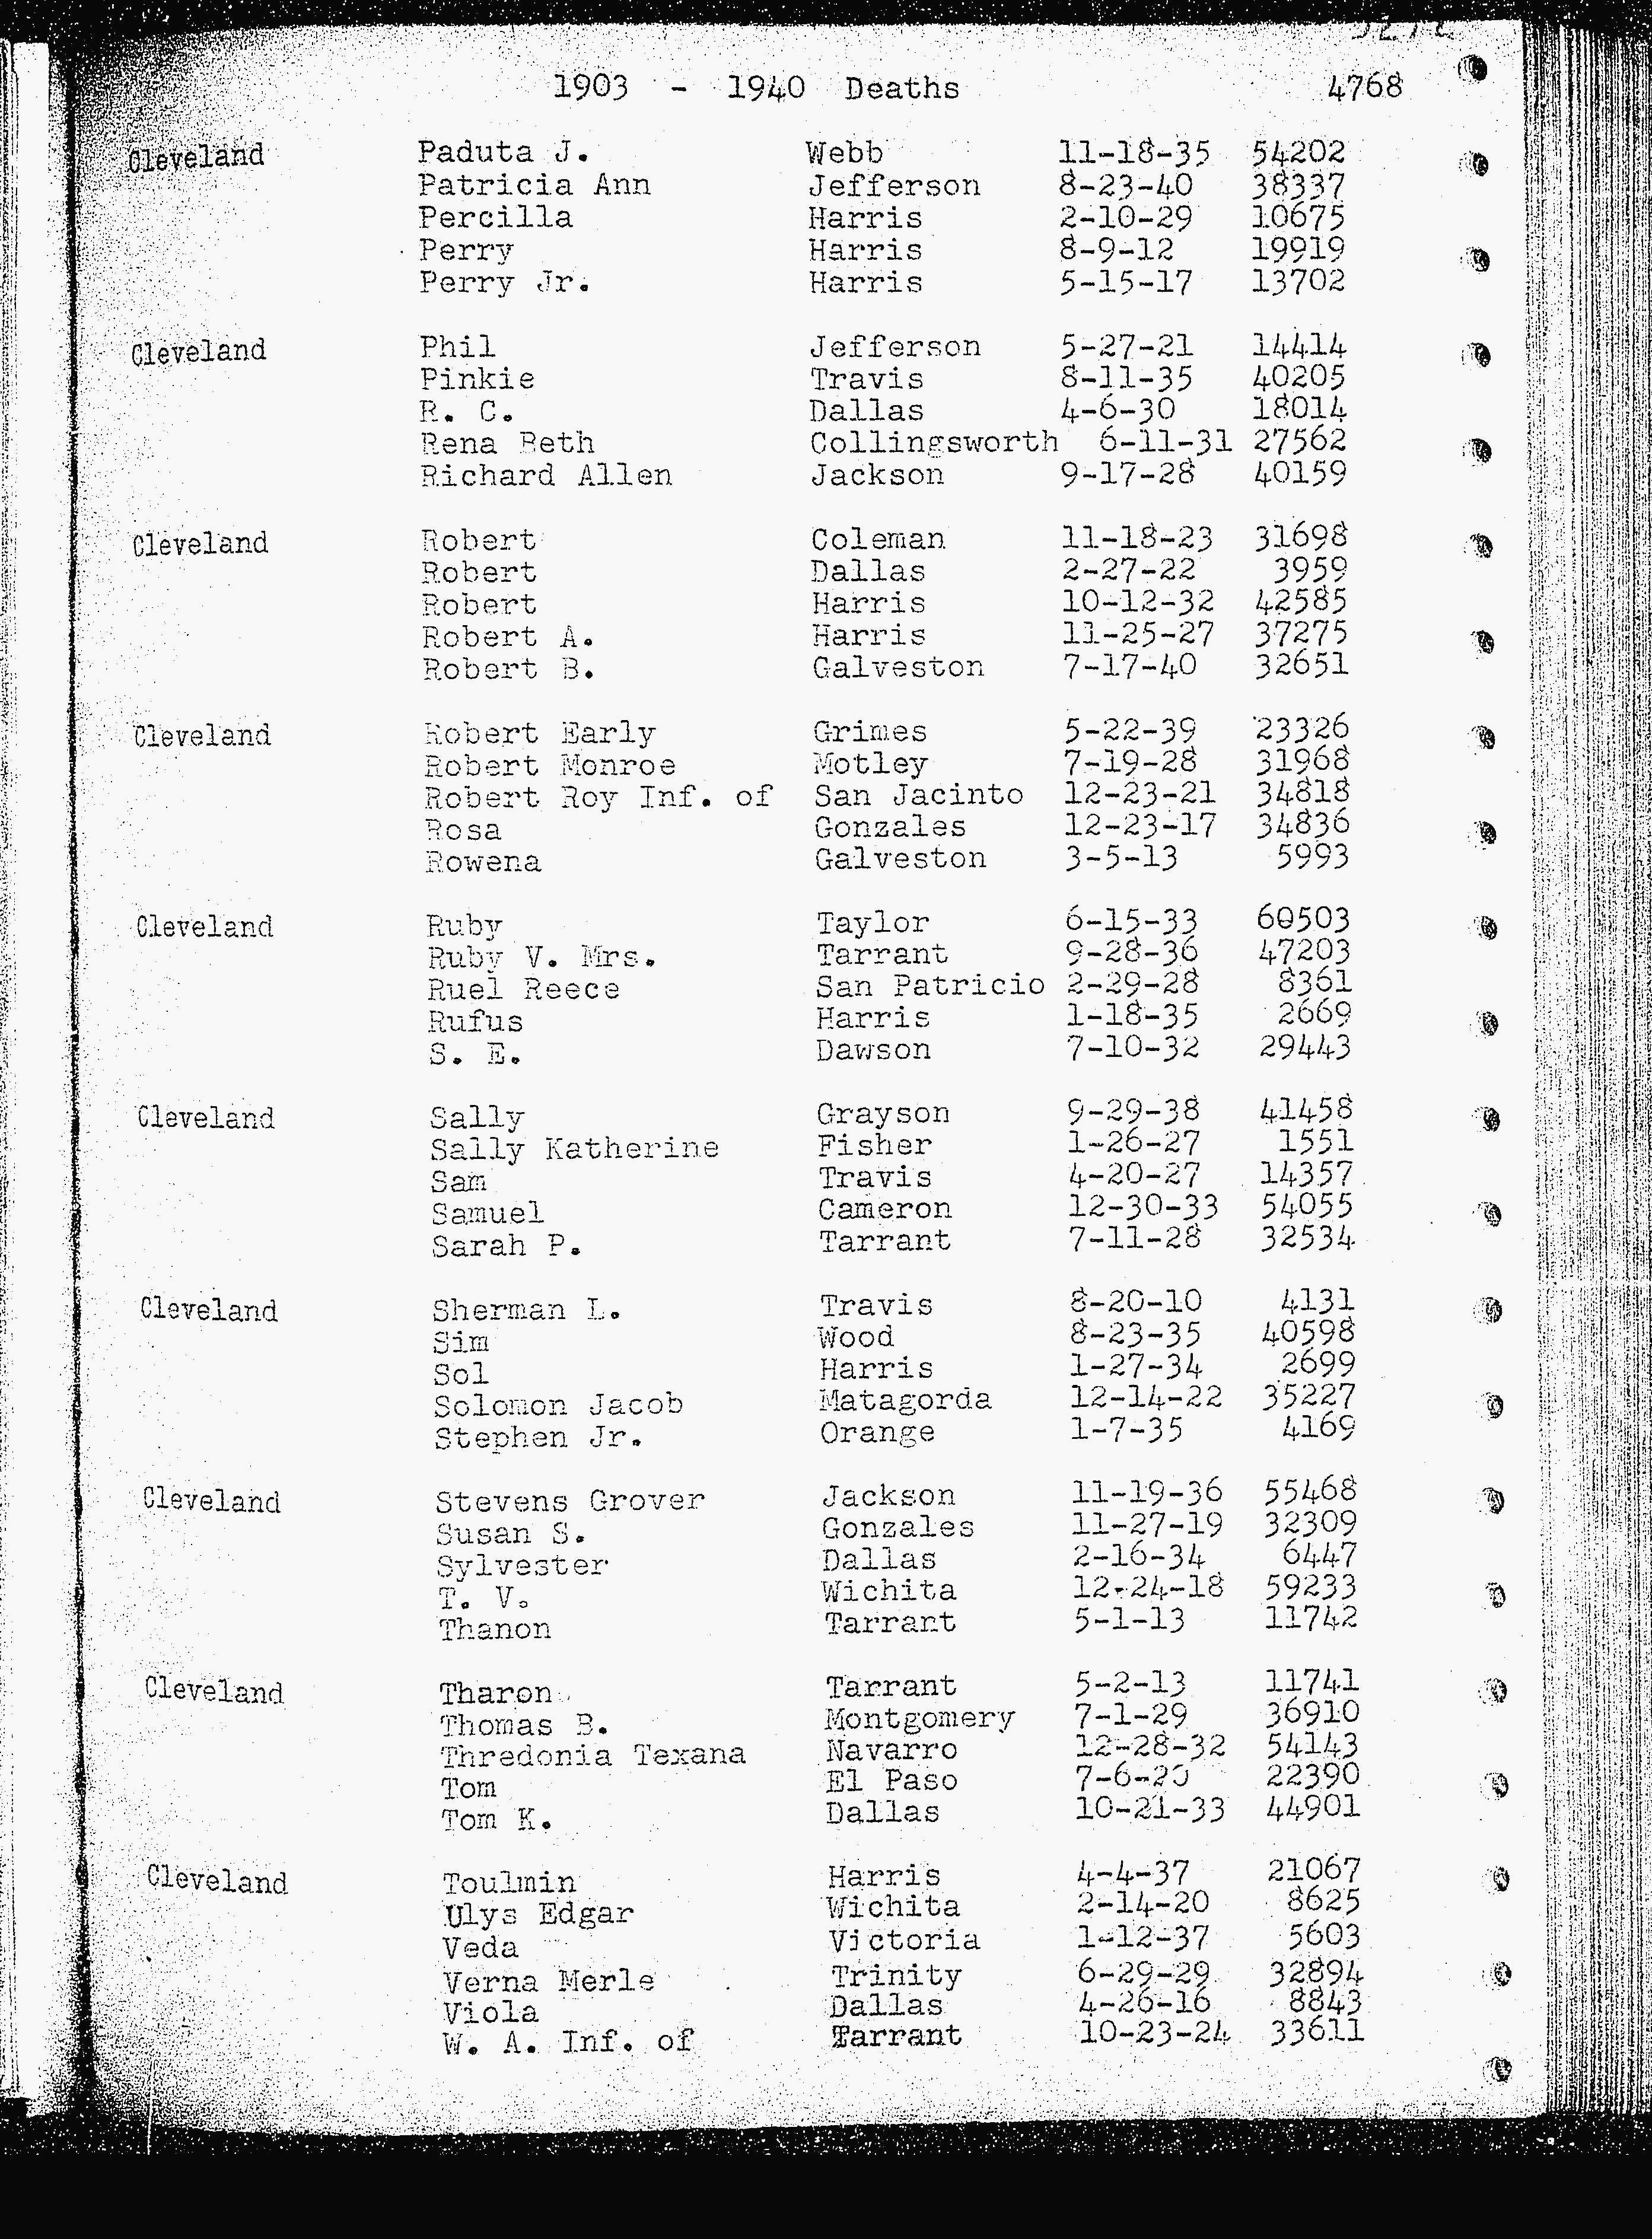 1903 - 1940 Deaths 4768
Cleveland Paduta J. Webb 11-18-35 54202
Patricia Ann Jefferson 8-23-40 38337
Percilla Harris 2-10-29 10675
Perry Harris 8-9-12 19919
Perry Jr. Harris 5-15-17 13702
Cleveland Phil Jefferson 5-27-21 14414
Pinkie Travis 8-11-35 40205
R. C. Dallas 4-6-30 18014
Rena Beth Collingsworth 6-11-31 27562
Richard Allen Jackson 9-17-28 40159
Cleveland Robert Coleman 11-18-23 31698
Robert Dallas 2-27-22 3959
Robert Harris 10-12-32 42585
Robert A. Harris 11-25-27 37275
Robert B. Galveston 7-17-40 32651
Cleveland Robert Early Grimes 5-22-39 23326
Robert Monroe Motley 7-19-28 31968
Robert Roy Inf. of San Jacinto 12-23-21 34818
Rosa Gonzales 12-23-17 34836
Rowena Galveston 3-5-13 5993
Cleveland Ruby Taylor 6-15-33 60503
Ruby V. Mrs. Tarrant 9-28-36 47203
Ruel Reece San Patricio 2-29-28 8361
Rufus Harris 1-18-35 2669
S. E. Dawson 7-10-32 29443
Cleveland Sally Grayson 9-29-38 41458
Sally Katherine Fisher 1-26-27 1551
Sam Travis 4-20-27 14357
Samuel Cameron 12-30-33 54055
Sarah P. Tarrant 7-11-28 32534
Cleveland Sherman L. Travis 8-20-10 4131
Sim Wood 8-23-35 40598
Sol Harris 1-27-34 2699
Solomon Jacob Matagorda 12-14-22 35227
Stephen Jr. Orange 1-7-35 4169
Cleveland Stevens Grover Jackson 11-19-36 55468
Susan S. Gonzales 11-27-19 32309
Sylvester Dallas 2-16-34 6447
T. V. Wichita 12-24-18 59233
Thanon Tarrant 5-1-13 11742
Cleveland Tharon Tarrant 5-2-13 11741
Thomas B. Montgomery 7-1-29 36910
Thredonia Texana Navarro 12-28-32 54143
Tom El Paso 7-6-20 22390
Tom K. Dallas 10-21-33 44901
Cleveland Toulmin Harris 4-4-37 21067
Ulys Edgar Wichita 2-14-20 8625
Veda Victoria 1-12-37 5603
Verna Merle Trinity 6-29-29 32894
Viola Dallas 4-26-16 8843
W. A. Inf. of Tarrant 10-23-24 33611